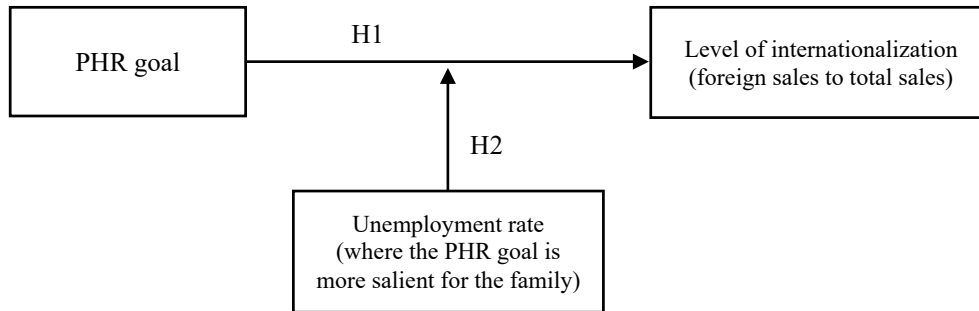 H1
PHR goal
Level of internationalization
(foreign sales to total sales)
H2
Unemployment rate
(where the PHR goal is
more salient for the family)